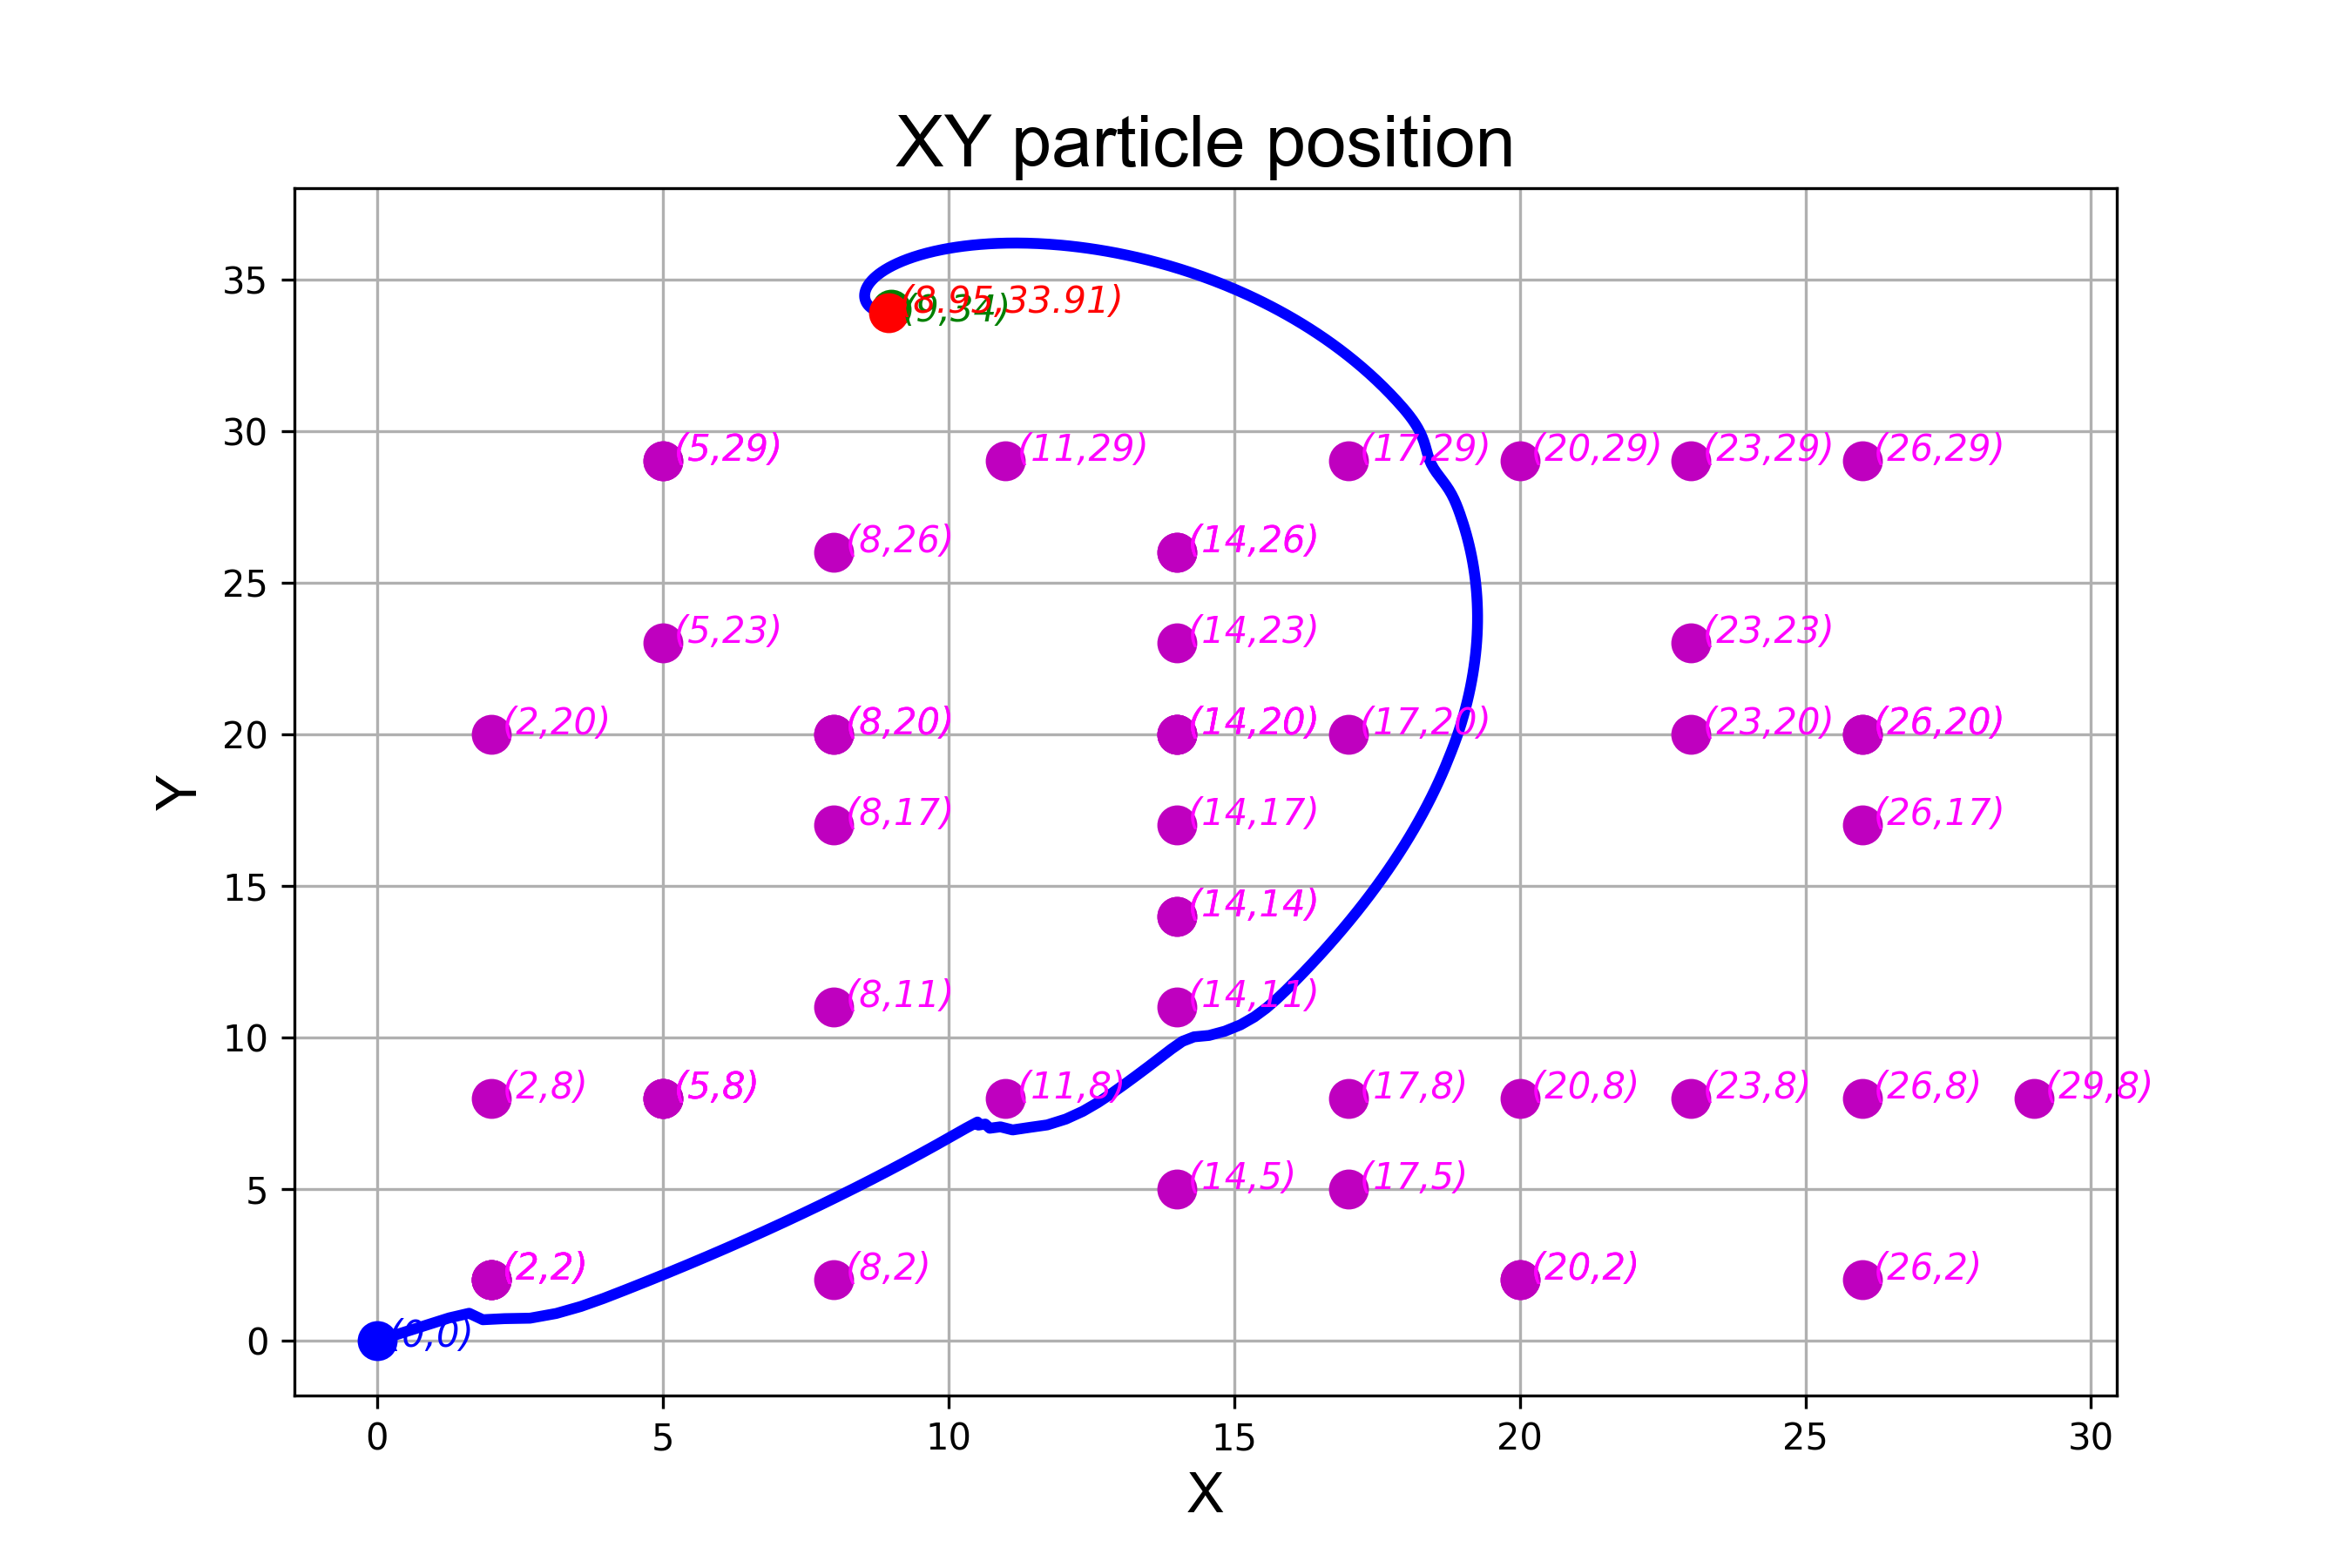 XY particle position
35
(8.95,33.91)
(9,34)
30
(5,29) (11,29) (17,29) (20,29) (23,29) (26,29)
(8,26) (14,26)
25
(5,23) (14,23) (23,23)
20
(2,20) (8,20) (14,20) (17,20) (23,20) (26,20)
(8,17) (14,17) (26,17)
Y
15
(14,14)
(8,11) (14,11)
10
(2,8) (5,8) (11,8) (17,8) (20,8) (23,8) (26,8) (29,8)
5
(14,5) (17,5)
(2,2) (8,2) (20,2) (26,2)
0
(0,0)
0 5 10 15 20 25 30
X